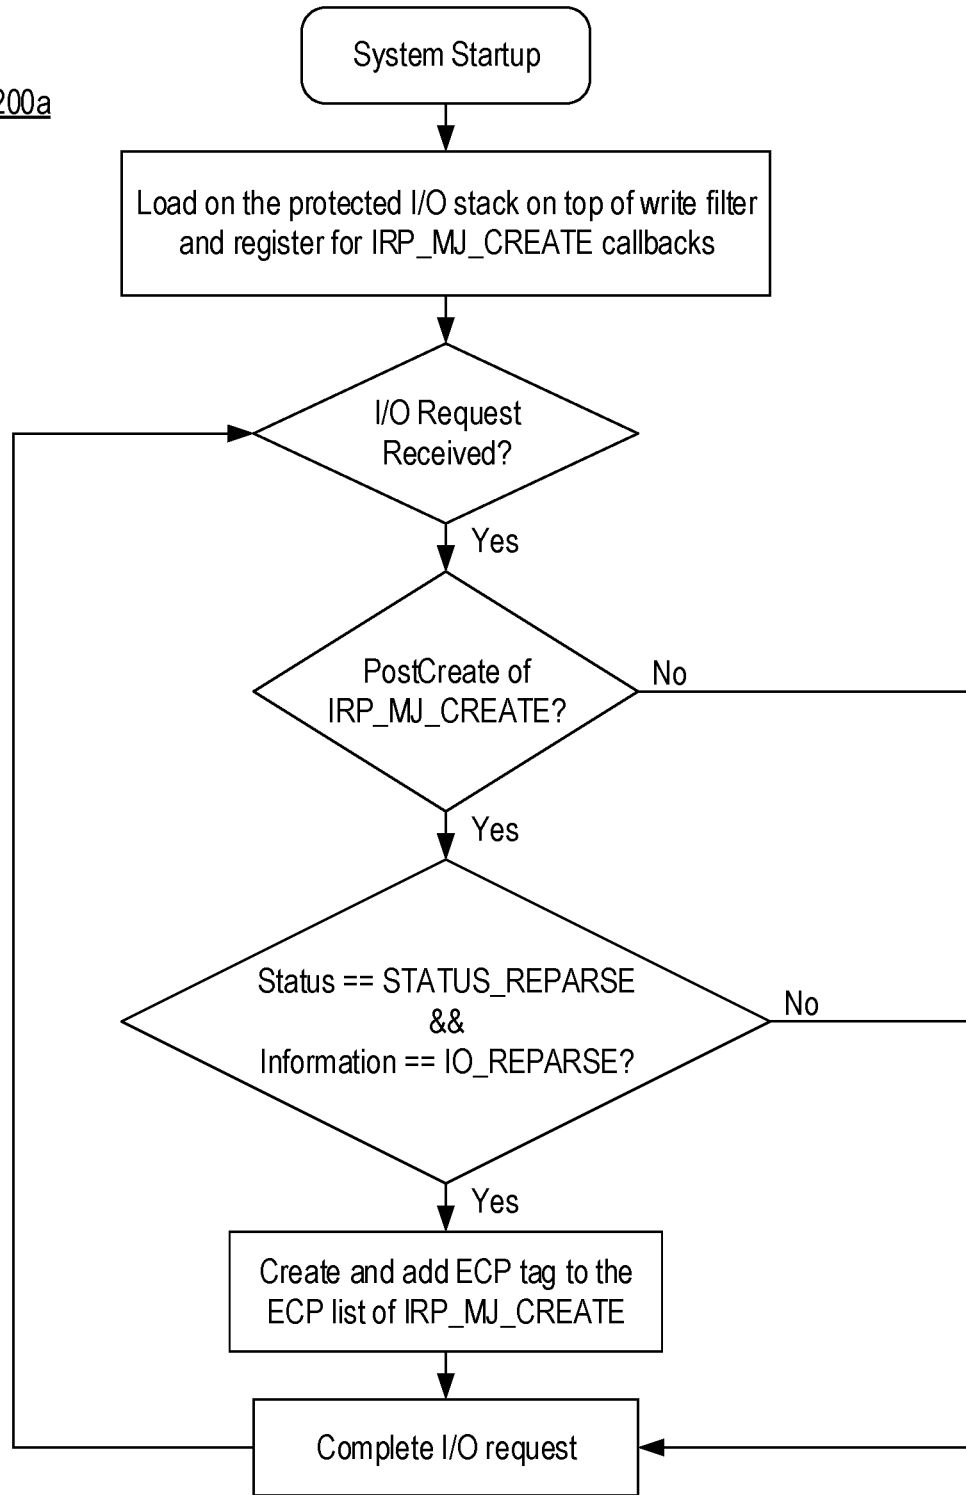 System Startup
200a
Load on the protected I/O stack on top of write filter
and register for IRP_MJ_CREATE callbacks
I/O Request
Received?
Yes
PostCreate of
IRP_MJ_CREATE?
No
Yes
Status == STATUS_REPARSE
&&
Information == IO_REPARSE?
No
Yes
Create and add ECP tag to the
ECP list of IRP_MJ_CREATE
Complete I/O request